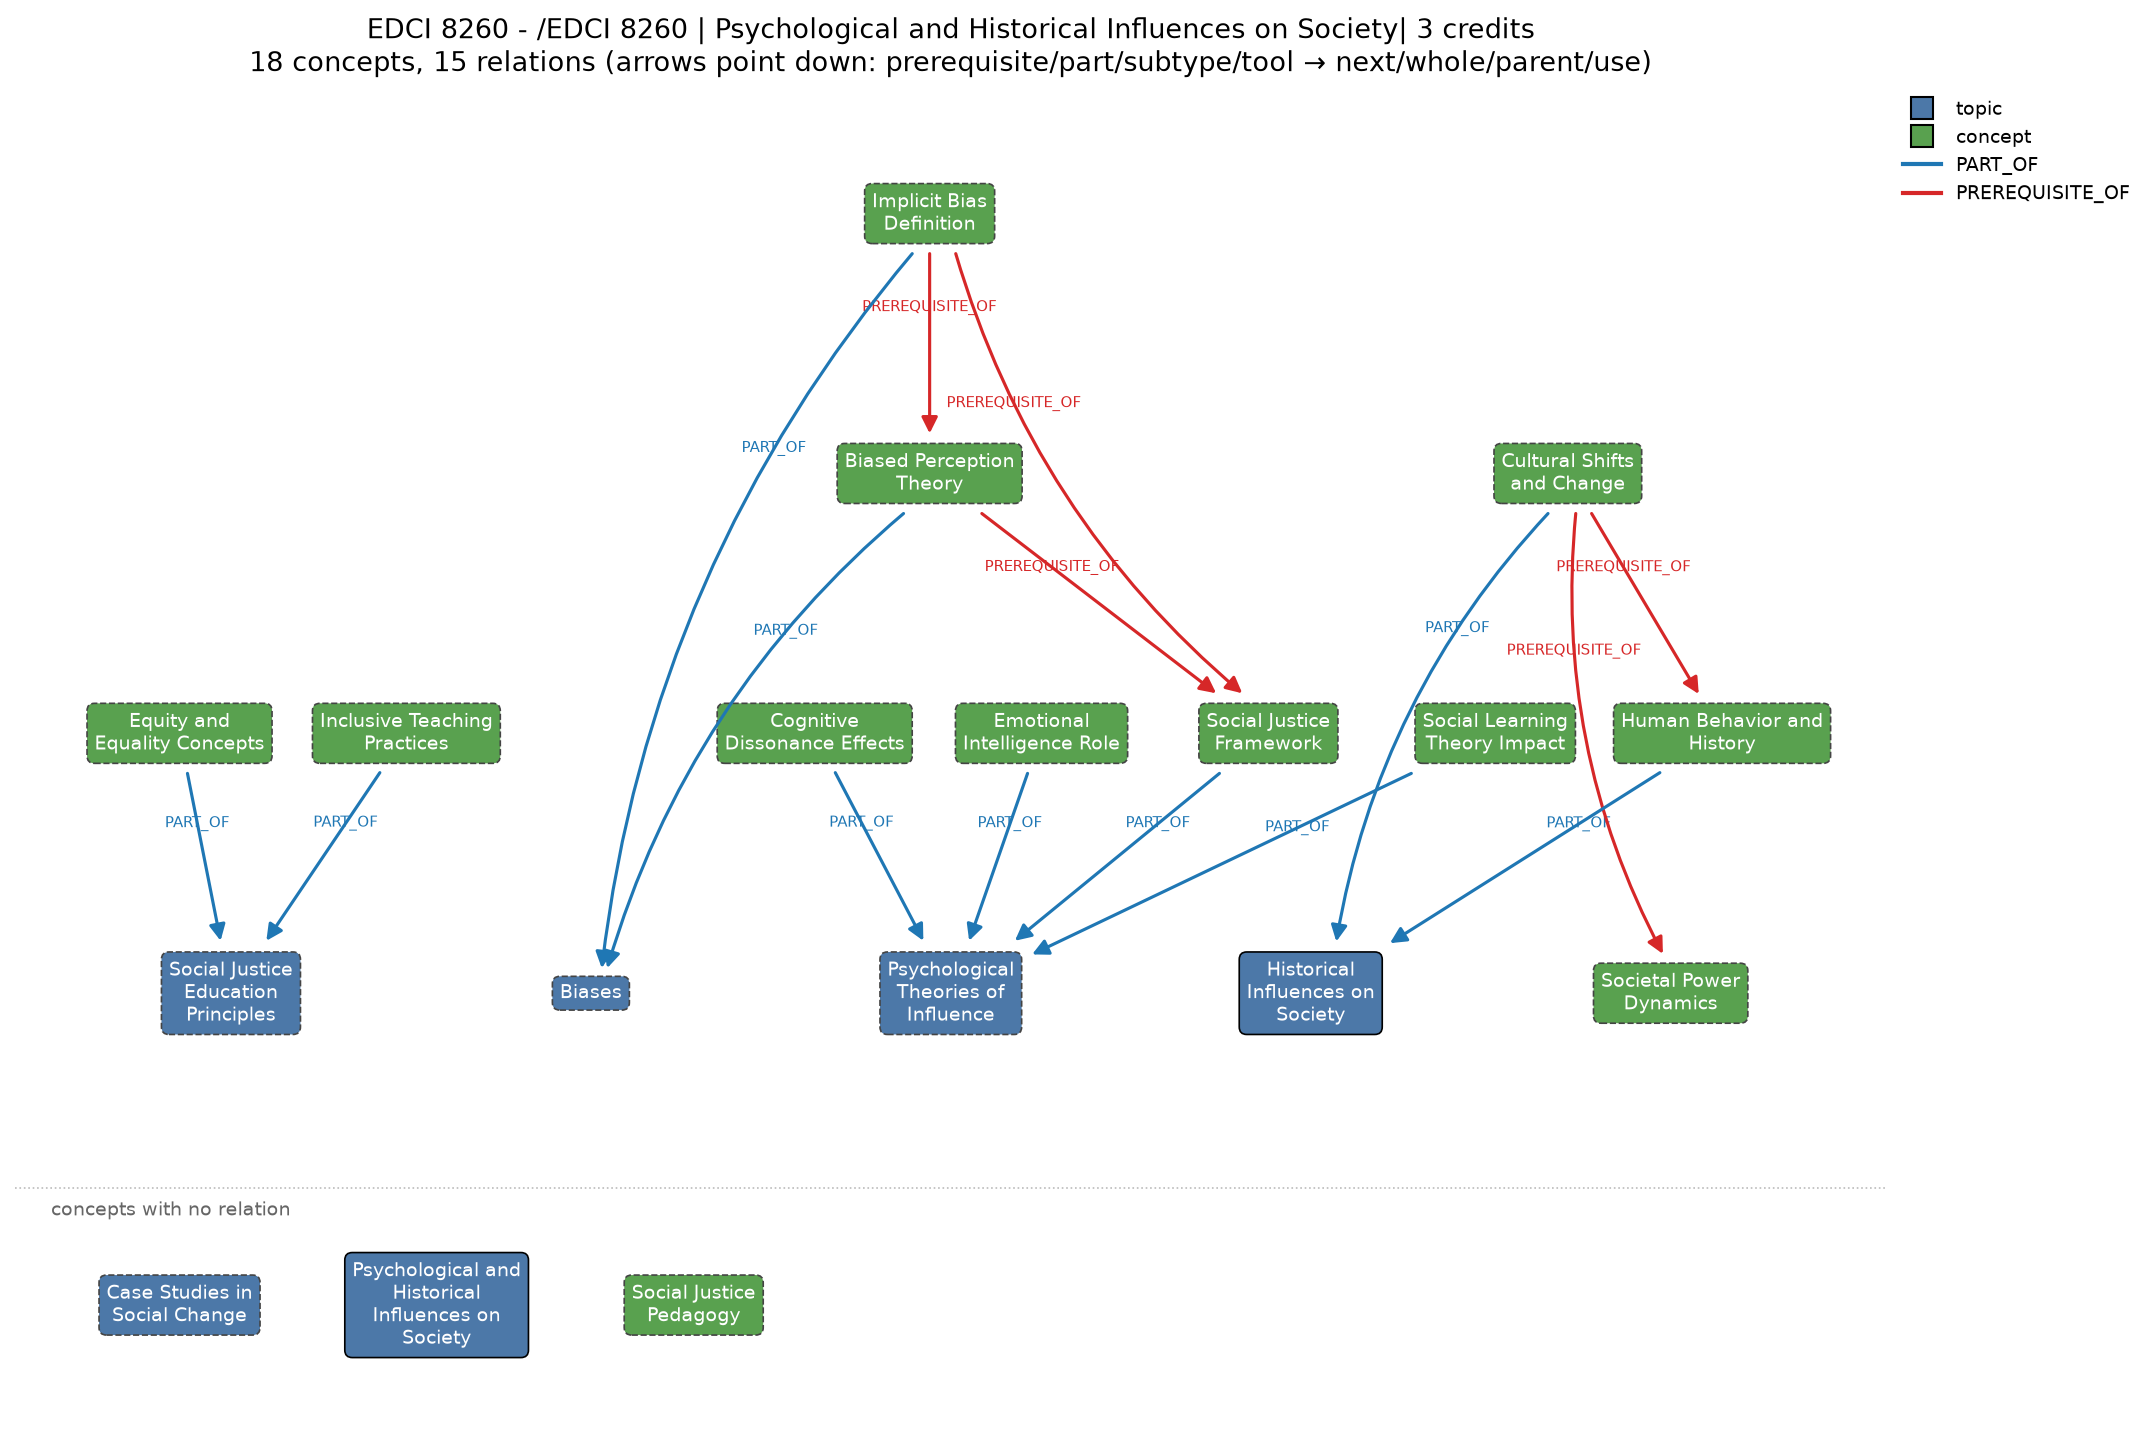 EDCI 8260 - /EDCI 8260 | Psychological and Historical Influences on Society| 3 credits
18 concepts, 15 relations (arrows point down: prerequisite/part/subtype/tool → next/whole/parent/use)
topic
concept
PART_OF
PREREQUISITE_OF
Implicit Bias
Definition
PREREQUISITE_OF
PREREQUISITE_OF
PART_OF
Biased Perception
Theory
Cultural Shifts
and Change
PREREQUISITE_OF
PREREQUISITE_OF
PART_OF
PART_OF
PREREQUISITE_OF
Equity and
Equality Concepts
Inclusive Teaching
Practices
Cognitive
Dissonance Effects
Emotional
Intelligence Role
Social Justice
Framework
Social Learning
Theory Impact
Human Behavior and
History
PART_OF
PART_OF
PART_OF
PART_OF
PART_OF
PART_OF
PART_OF
Social Justice
Education
Principles
Biases
Psychological
Theories of
Influence
Historical
Influences on
Society
Societal Power
Dynamics
concepts with no relation
Case Studies in
Social Change
Psychological and
Historical
Influences on
Society
Social Justice
Pedagogy